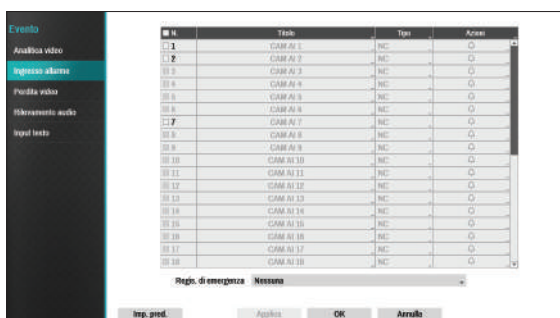 Evento
Analitica video
Ingresso allarme
Perdita video
Rilevamento audio
Input testo
N. Titolo Tipo Azioni
1 CAM AI 1 NC
2 CAM AI 2 NC
3 CAM AI 3 NC
4 CAM AI 4 NC
5 CAM AI 5 NC
6 CAM AI 6 NC
7 CAM AI 7 NC
8 CAM AI 8 NC
9 CAM AI 9 NC
10 CAM AI 10 NC
11 CAM AI 11 NC
12 CAM AI 12 NC
13 CAM AI 13 NC
14 CAM AI 14 NC
15 CAM AI 15 NC
16 CAM AI 16 NC
17 CAM AI 17 NC
18 CAM AI 18 NC
Regis. di emergenza Nessuna
Imp. pred. Applica OK Annulla